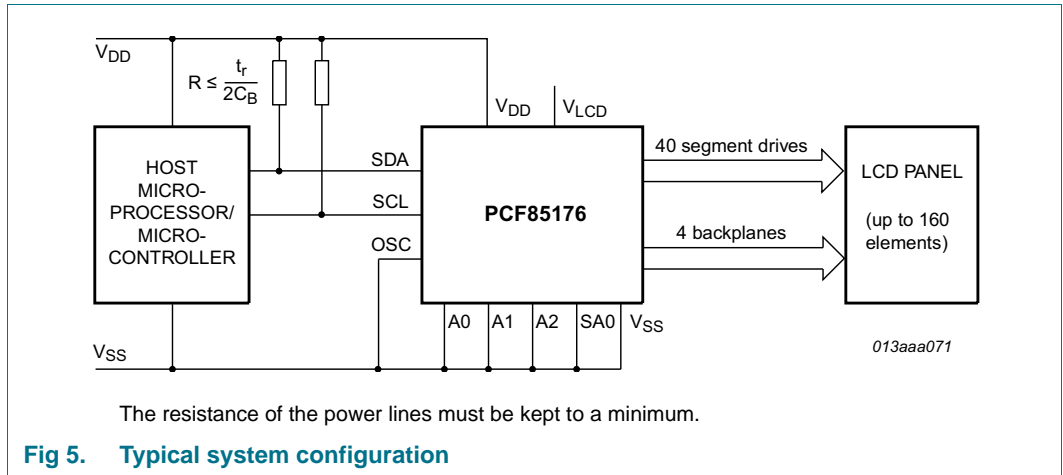 VDD
R ≤ tr
2CB
VDD
VLCD
HOST
MICRO-
PROCESSOR/
MICRO-
CONTROLLER
SDA
SCL
OSC
PCF85176
40 segment drives
4 backplanes
LCD PANEL
(up to 160
elements)
A0 A1 A2 SA0 VSS
VSS
013aaa071
The resistance of the power lines must be kept to a minimum.
Fig 5. Typical system configuration